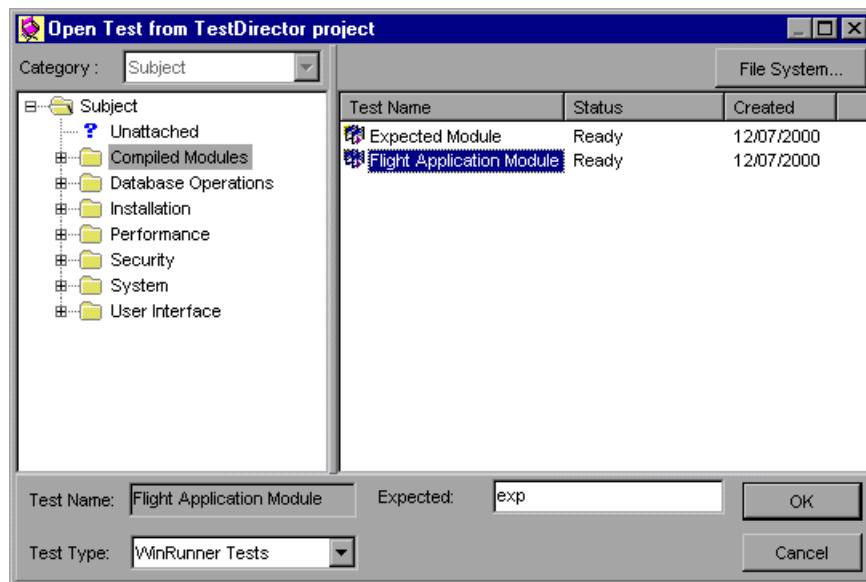 Open Test from TestDirector project
Category : Subject
File System...
Subject
Unattached
Compiled Modules
Database Operations
Installation
Performance
Security
System
User Interface
Test Name Status Created
Expected Module Ready 12/07/2000
Flight Application Module Ready 12/07/2000
Test Name: Flight Application Module Expected: exp OK
Test Type: WinRunner Tests Cancel